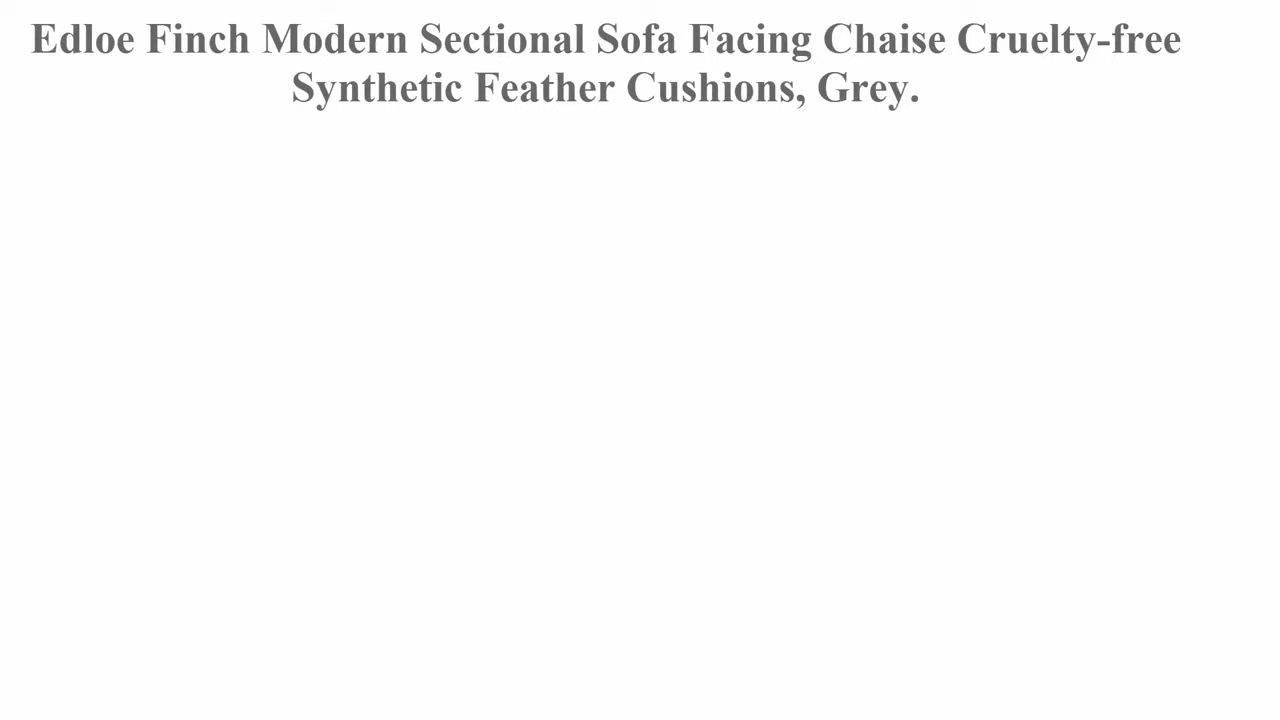 Edloe Finch Modern Sectional Sofa Facing Chaise Cruelty-free
Synthetic Feather Cushions, Grey.